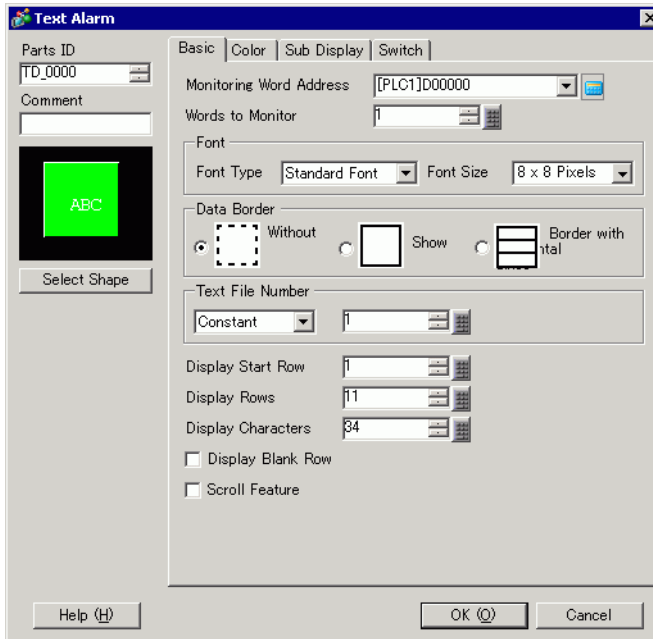 Text Alarm
Parts ID
TD_0000
Comment
ABC
Select Shape
Basic
Color
Sub Display
Switch
Monitoring Word Address [PLC1]D00000
Words to Monitor 1
Font
Font Type Standard Font Font Size 8 x 8 Pixels
Data Border
Without
Show
Border with
ntal
Text File Number
Constant 1
Display Start Row 1
Display Rows 11
Display Characters 34
Display Blank Row
Scroll Feature
Help (H)
OK (O)
Cancel